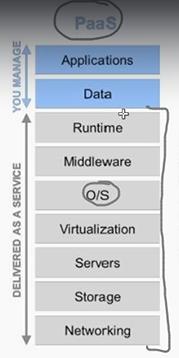 PaaS
YOU MANAGE
Applications
Data
DELIVERED AS A SERVICE
Runtime
Middleware
O/S
Virtualization
Servers
Storage
Networking